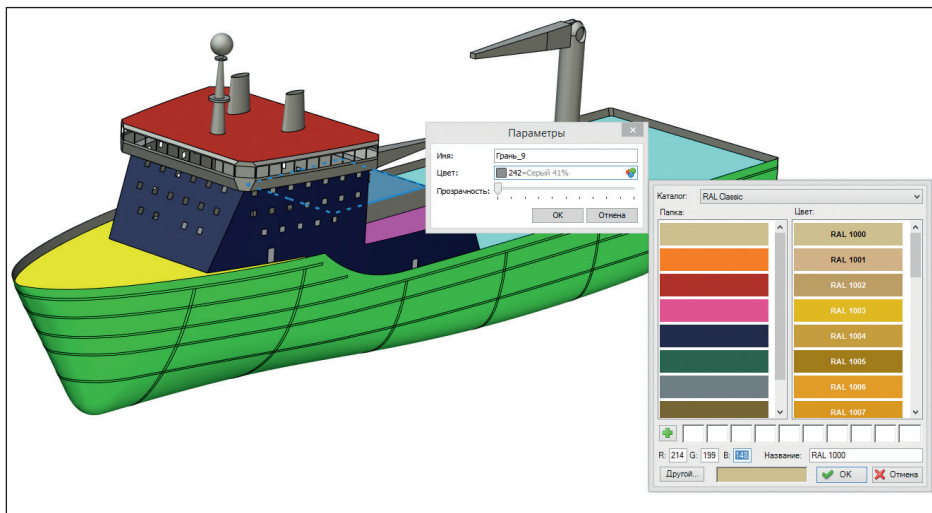 Параметры
Имя: Грань_9
Цвет: 242–Серый 41%
Прозрачность:
ОК Отмена
Каталог: RAL Classic
Папка: Цвет:
RAL 1000
RAL 1001
RAL 1002
RAL 1003
RAL 1004
RAL 1005
RAL 1006
RAL 1007
R: 214 G: 199 B: 148 Название: RAL 1000
Другой... ОК Отмена